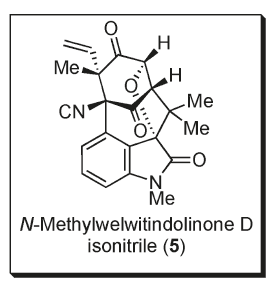 O
H
Me
O
H
CN
Me
O
Me
O
N
Me
N-Methylwelwitindolinone D
isonitrile (5)